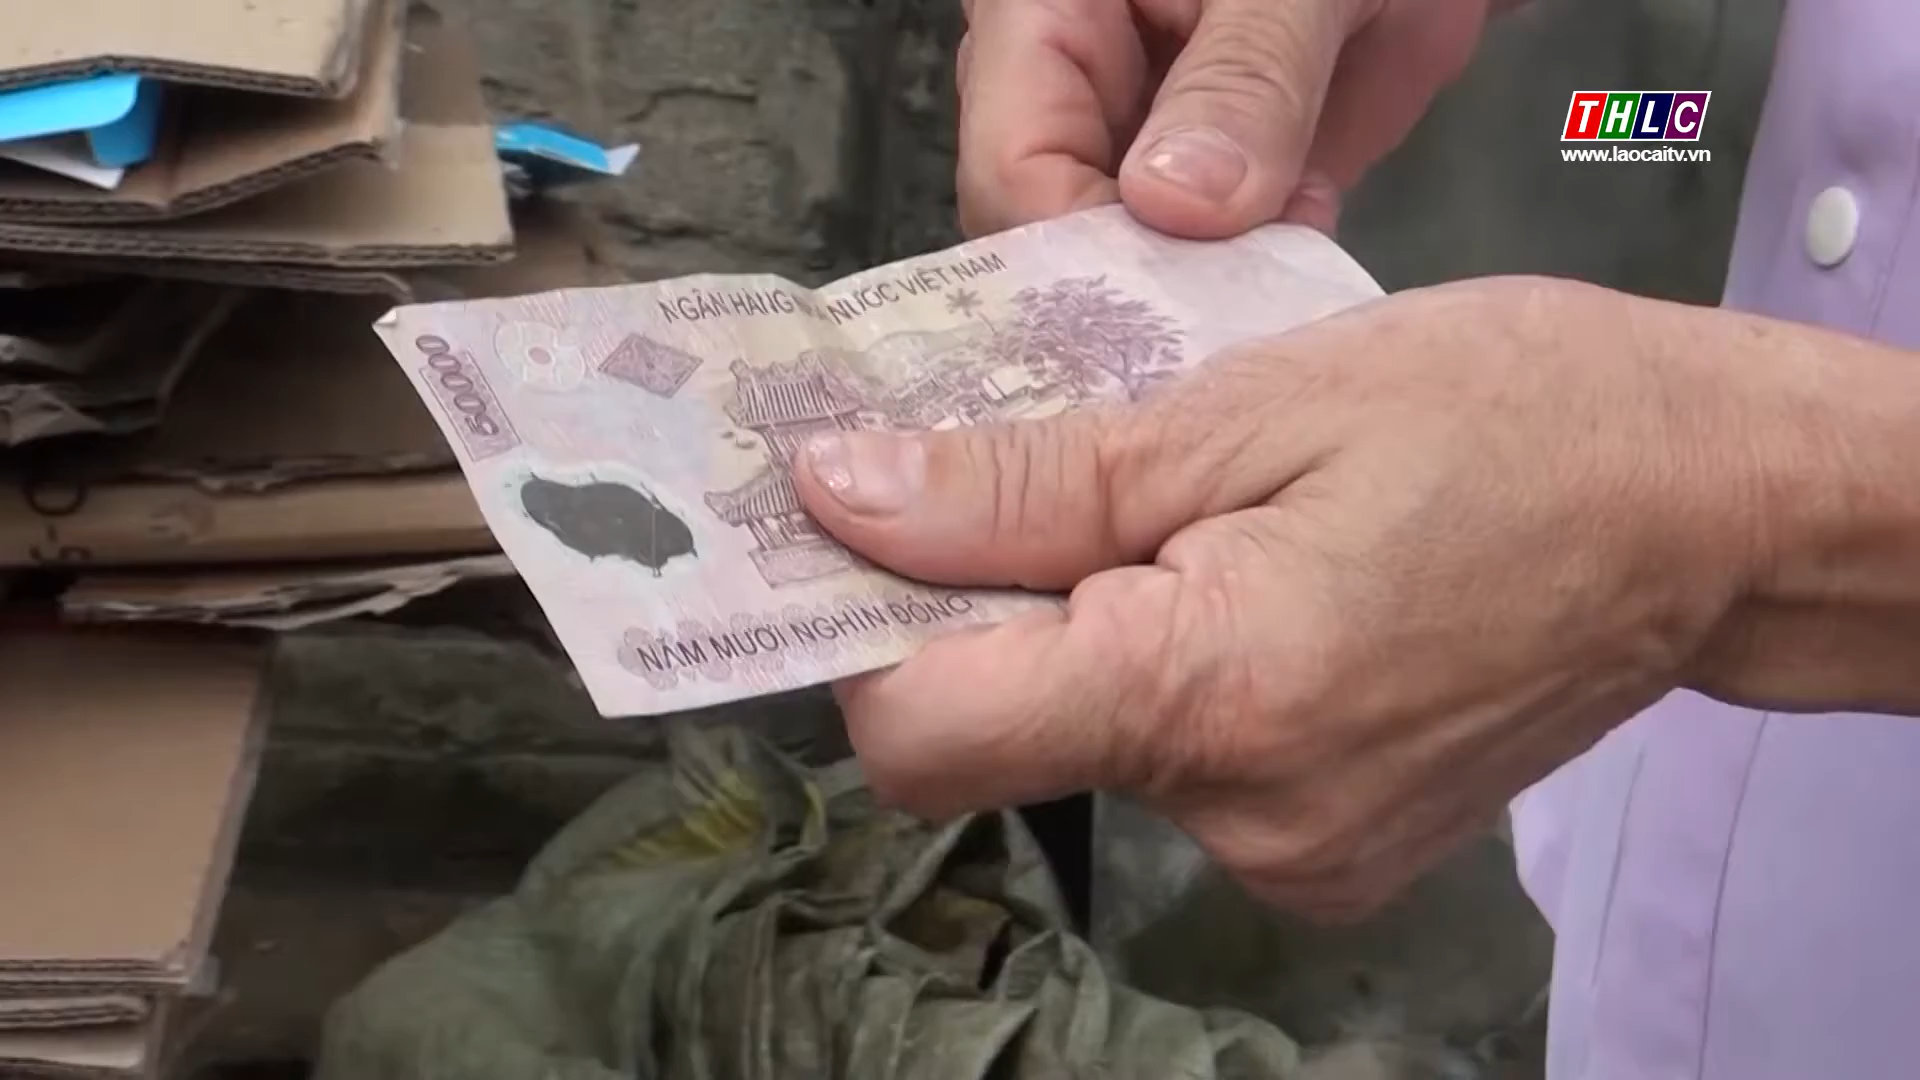 THLC
www.laocaitv.vn
NGÂN HÀNG NƯỚC VIỆT NAM
50000
NĂM MƯƠI NGHÌN ĐỒNG